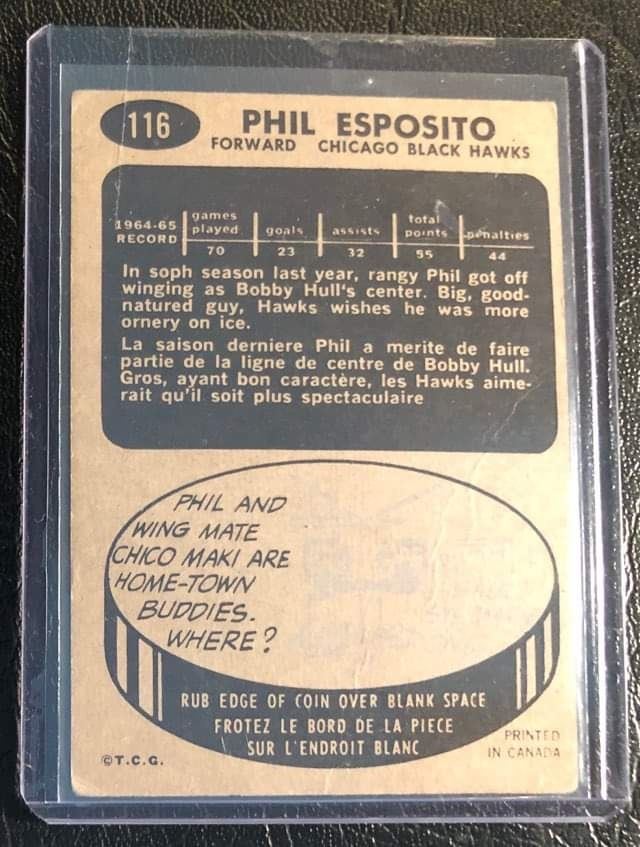 116
PHIL ESPOSITO
FORWARD CHICAGO BLACK HAWKS
1964-65 RECORD games played goals assists total points penalties
70 23 32 55 44
In soph season last year, rangy Phil got off
winging as Bobby Hull's center. Big, good-
natured guy, Hawks wishes he was more
ornery on ice.
La saison derniere Phil a merite de faire
partie de la ligne de centre de Bobby Hull.
Gros, ayant bon caractère, les Hawks aime-
rait qu'il soit plus spectaculaire
PHIL AND
WING MATE
CHICO MAKI ARE
HOME-TOWN
BUDDIES.
WHERE?
RUB EDGE OF COIN OVER BLANK SPACE
FROTEZ LE BORD DE LA PIECE
SUR L'ENDROIT BLANC
PRINTED
IN CANADA
©T.C.G.